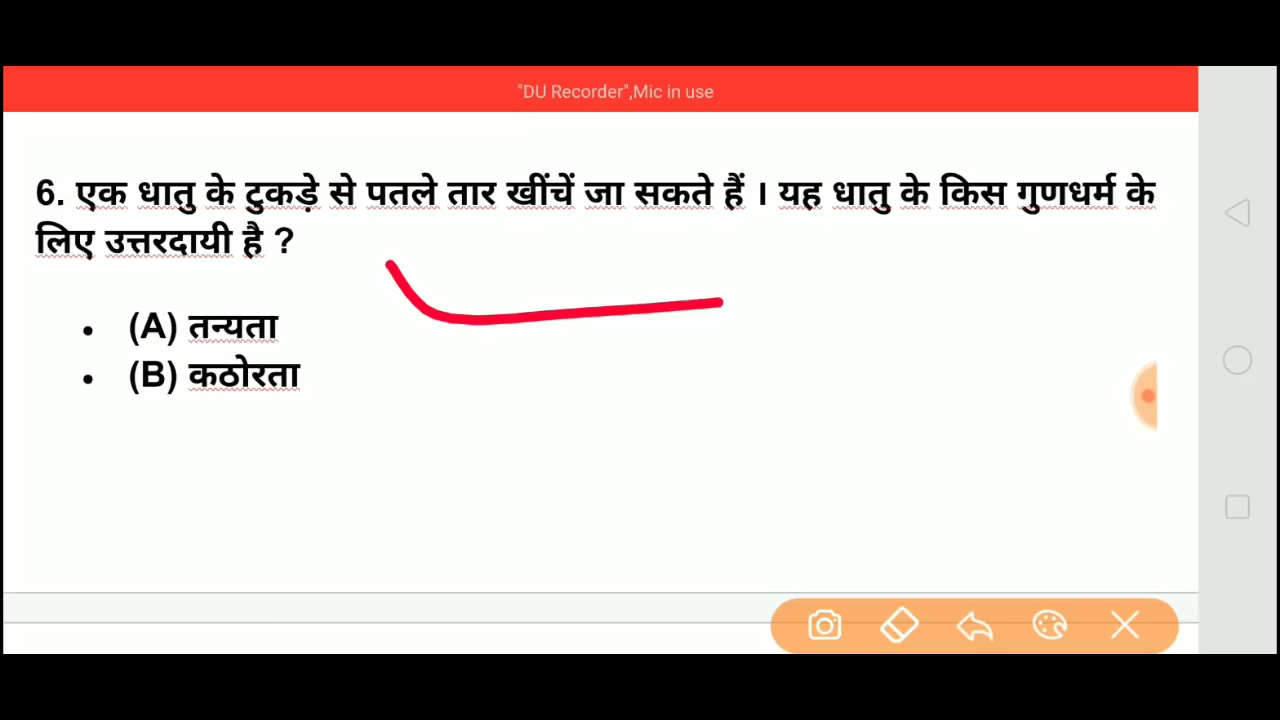 "DU Recorder",Mic in use
6. एक धातु के टुकड़े से पतले तार खींचें जा सकते हैं । यह धातु के किस गुणधर्म के
लिए उत्तरदायी है ?
• (A) तन्यता
• (B) कठोरता